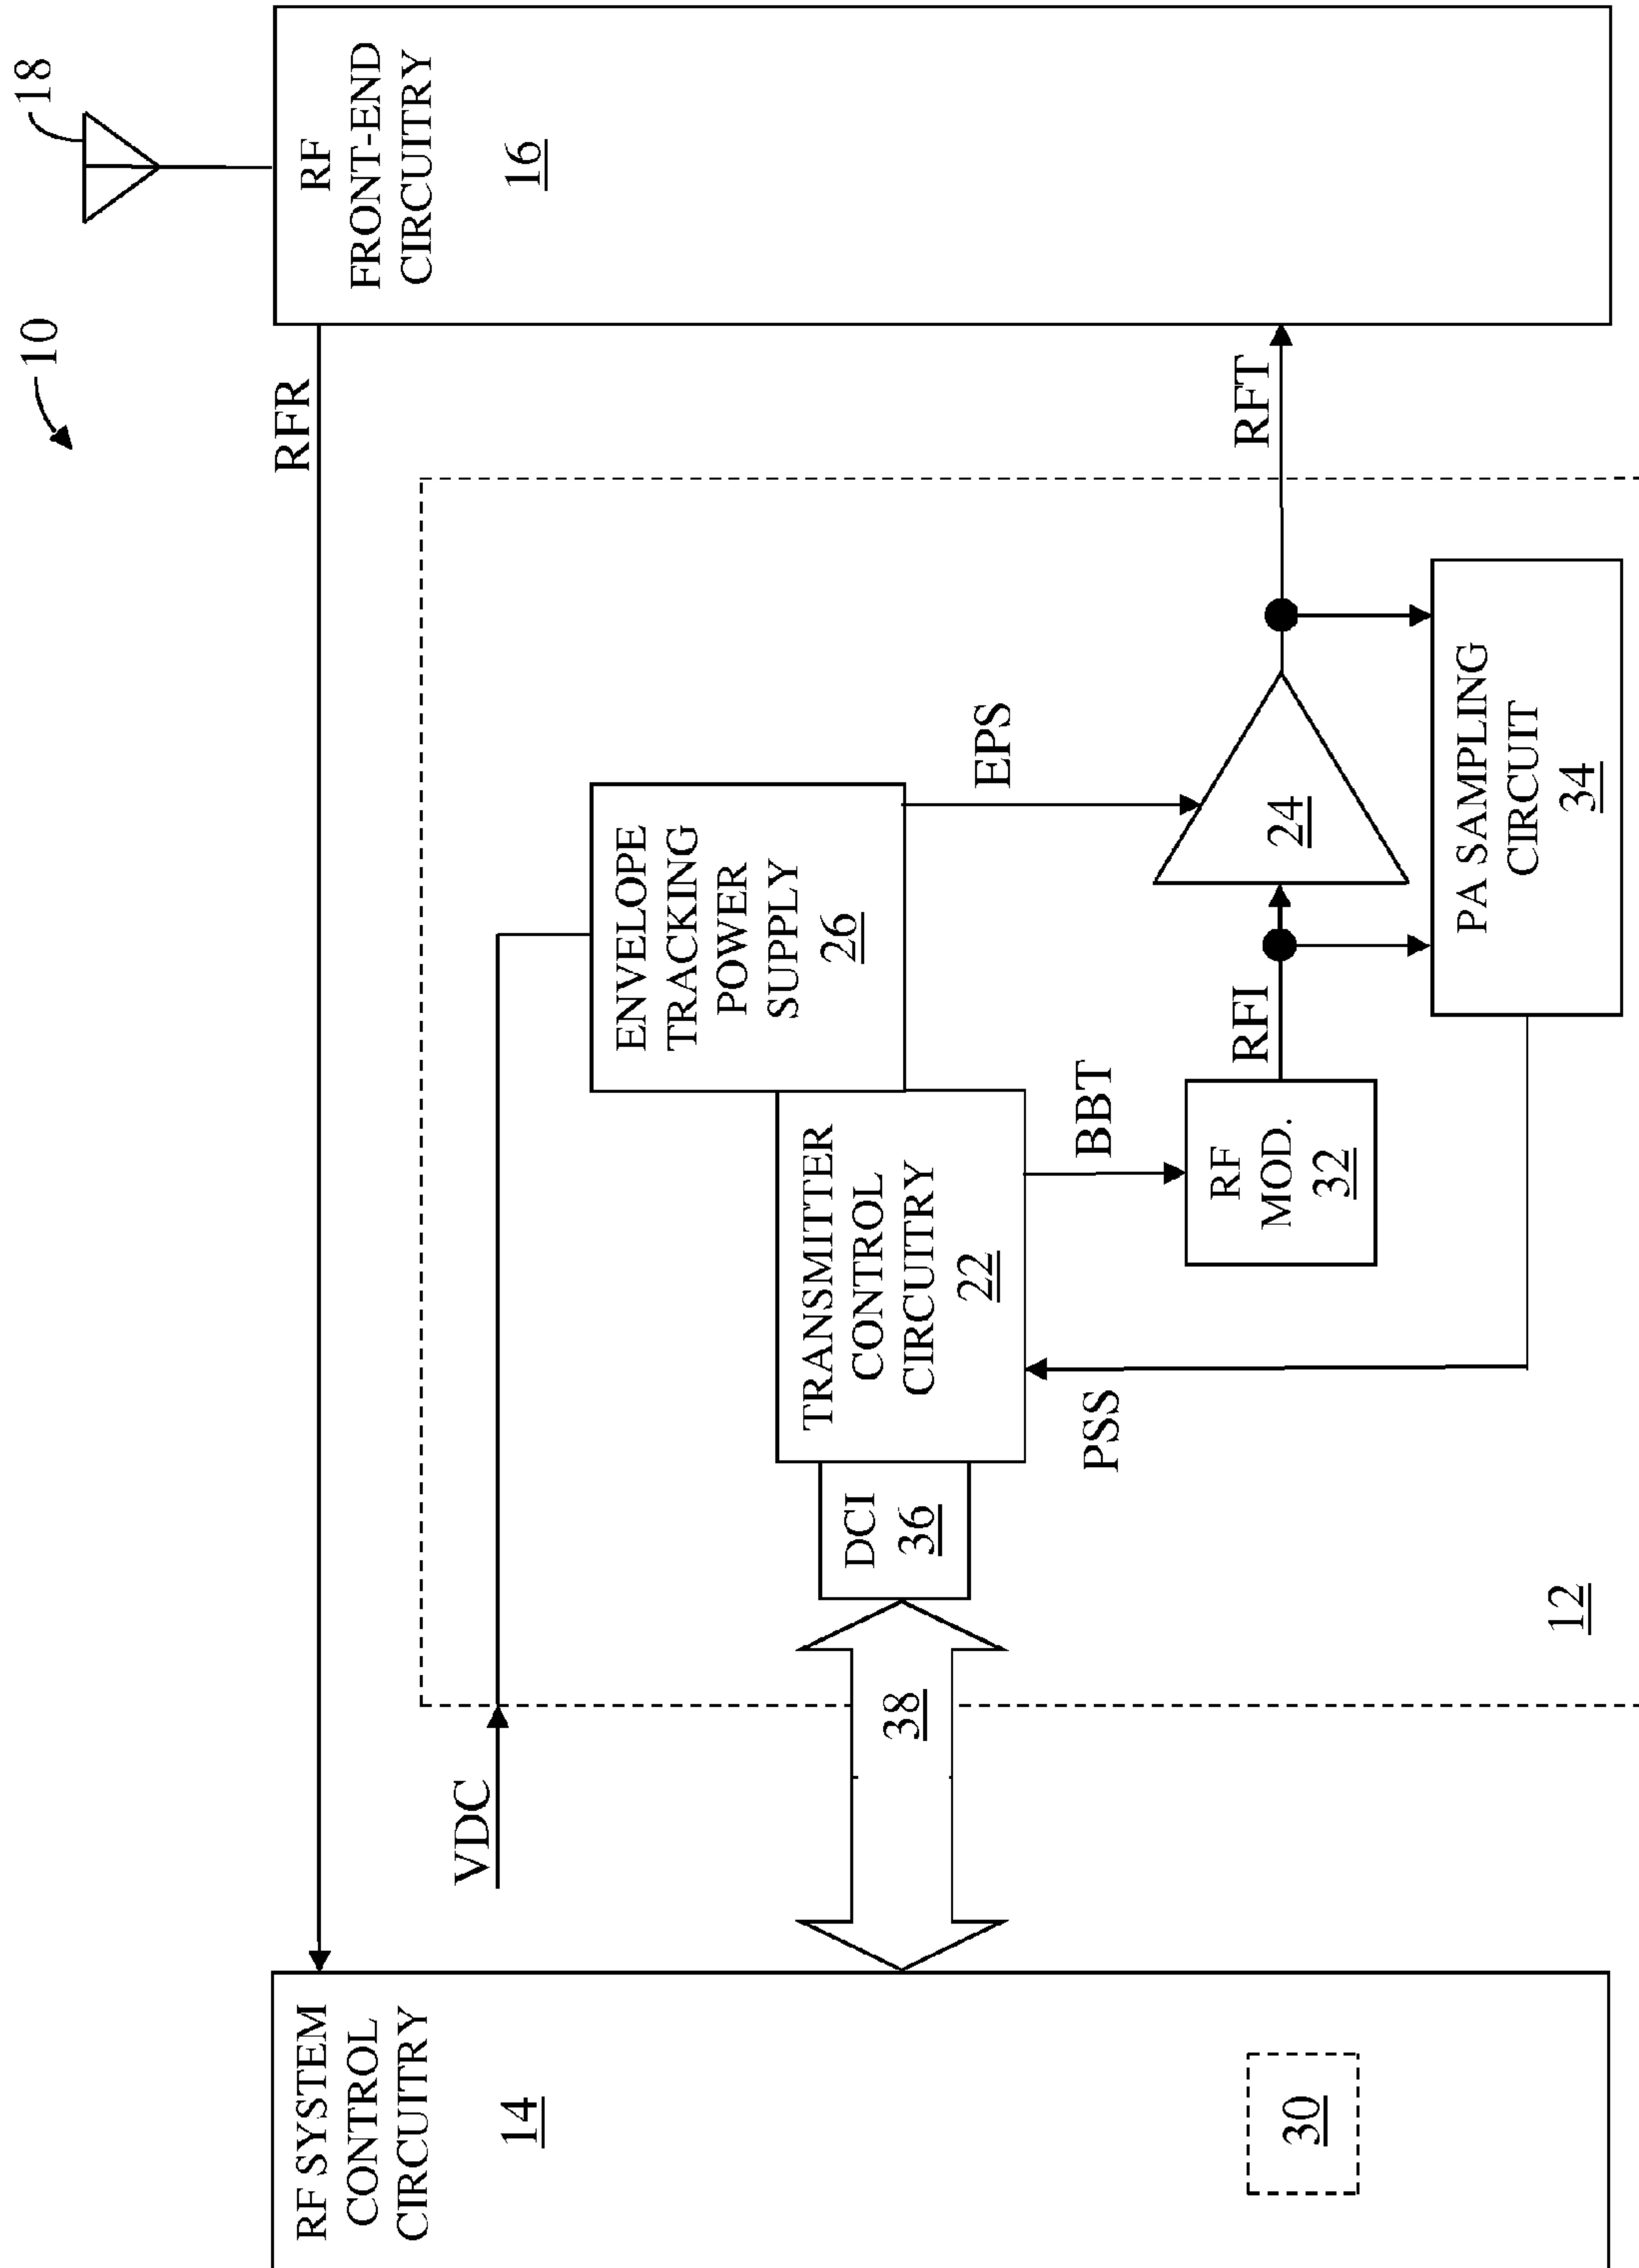 10
18
RFR
RF SYSTEM
CONTROL
CIRCUITRY
14
30
RF
FRONT-END
CIRCUITRY
16
VDC
38
DCI
36
TRANSMITTER
CONTROL
CIRCUITRY
22
ENVELOPE
TRACKING
POWER
SUPPLY
26
EPS
PSS
BBT
RF
MOD.
32
RFI
24
RFT
PA SAMPLING
CIRCUIT
34
12